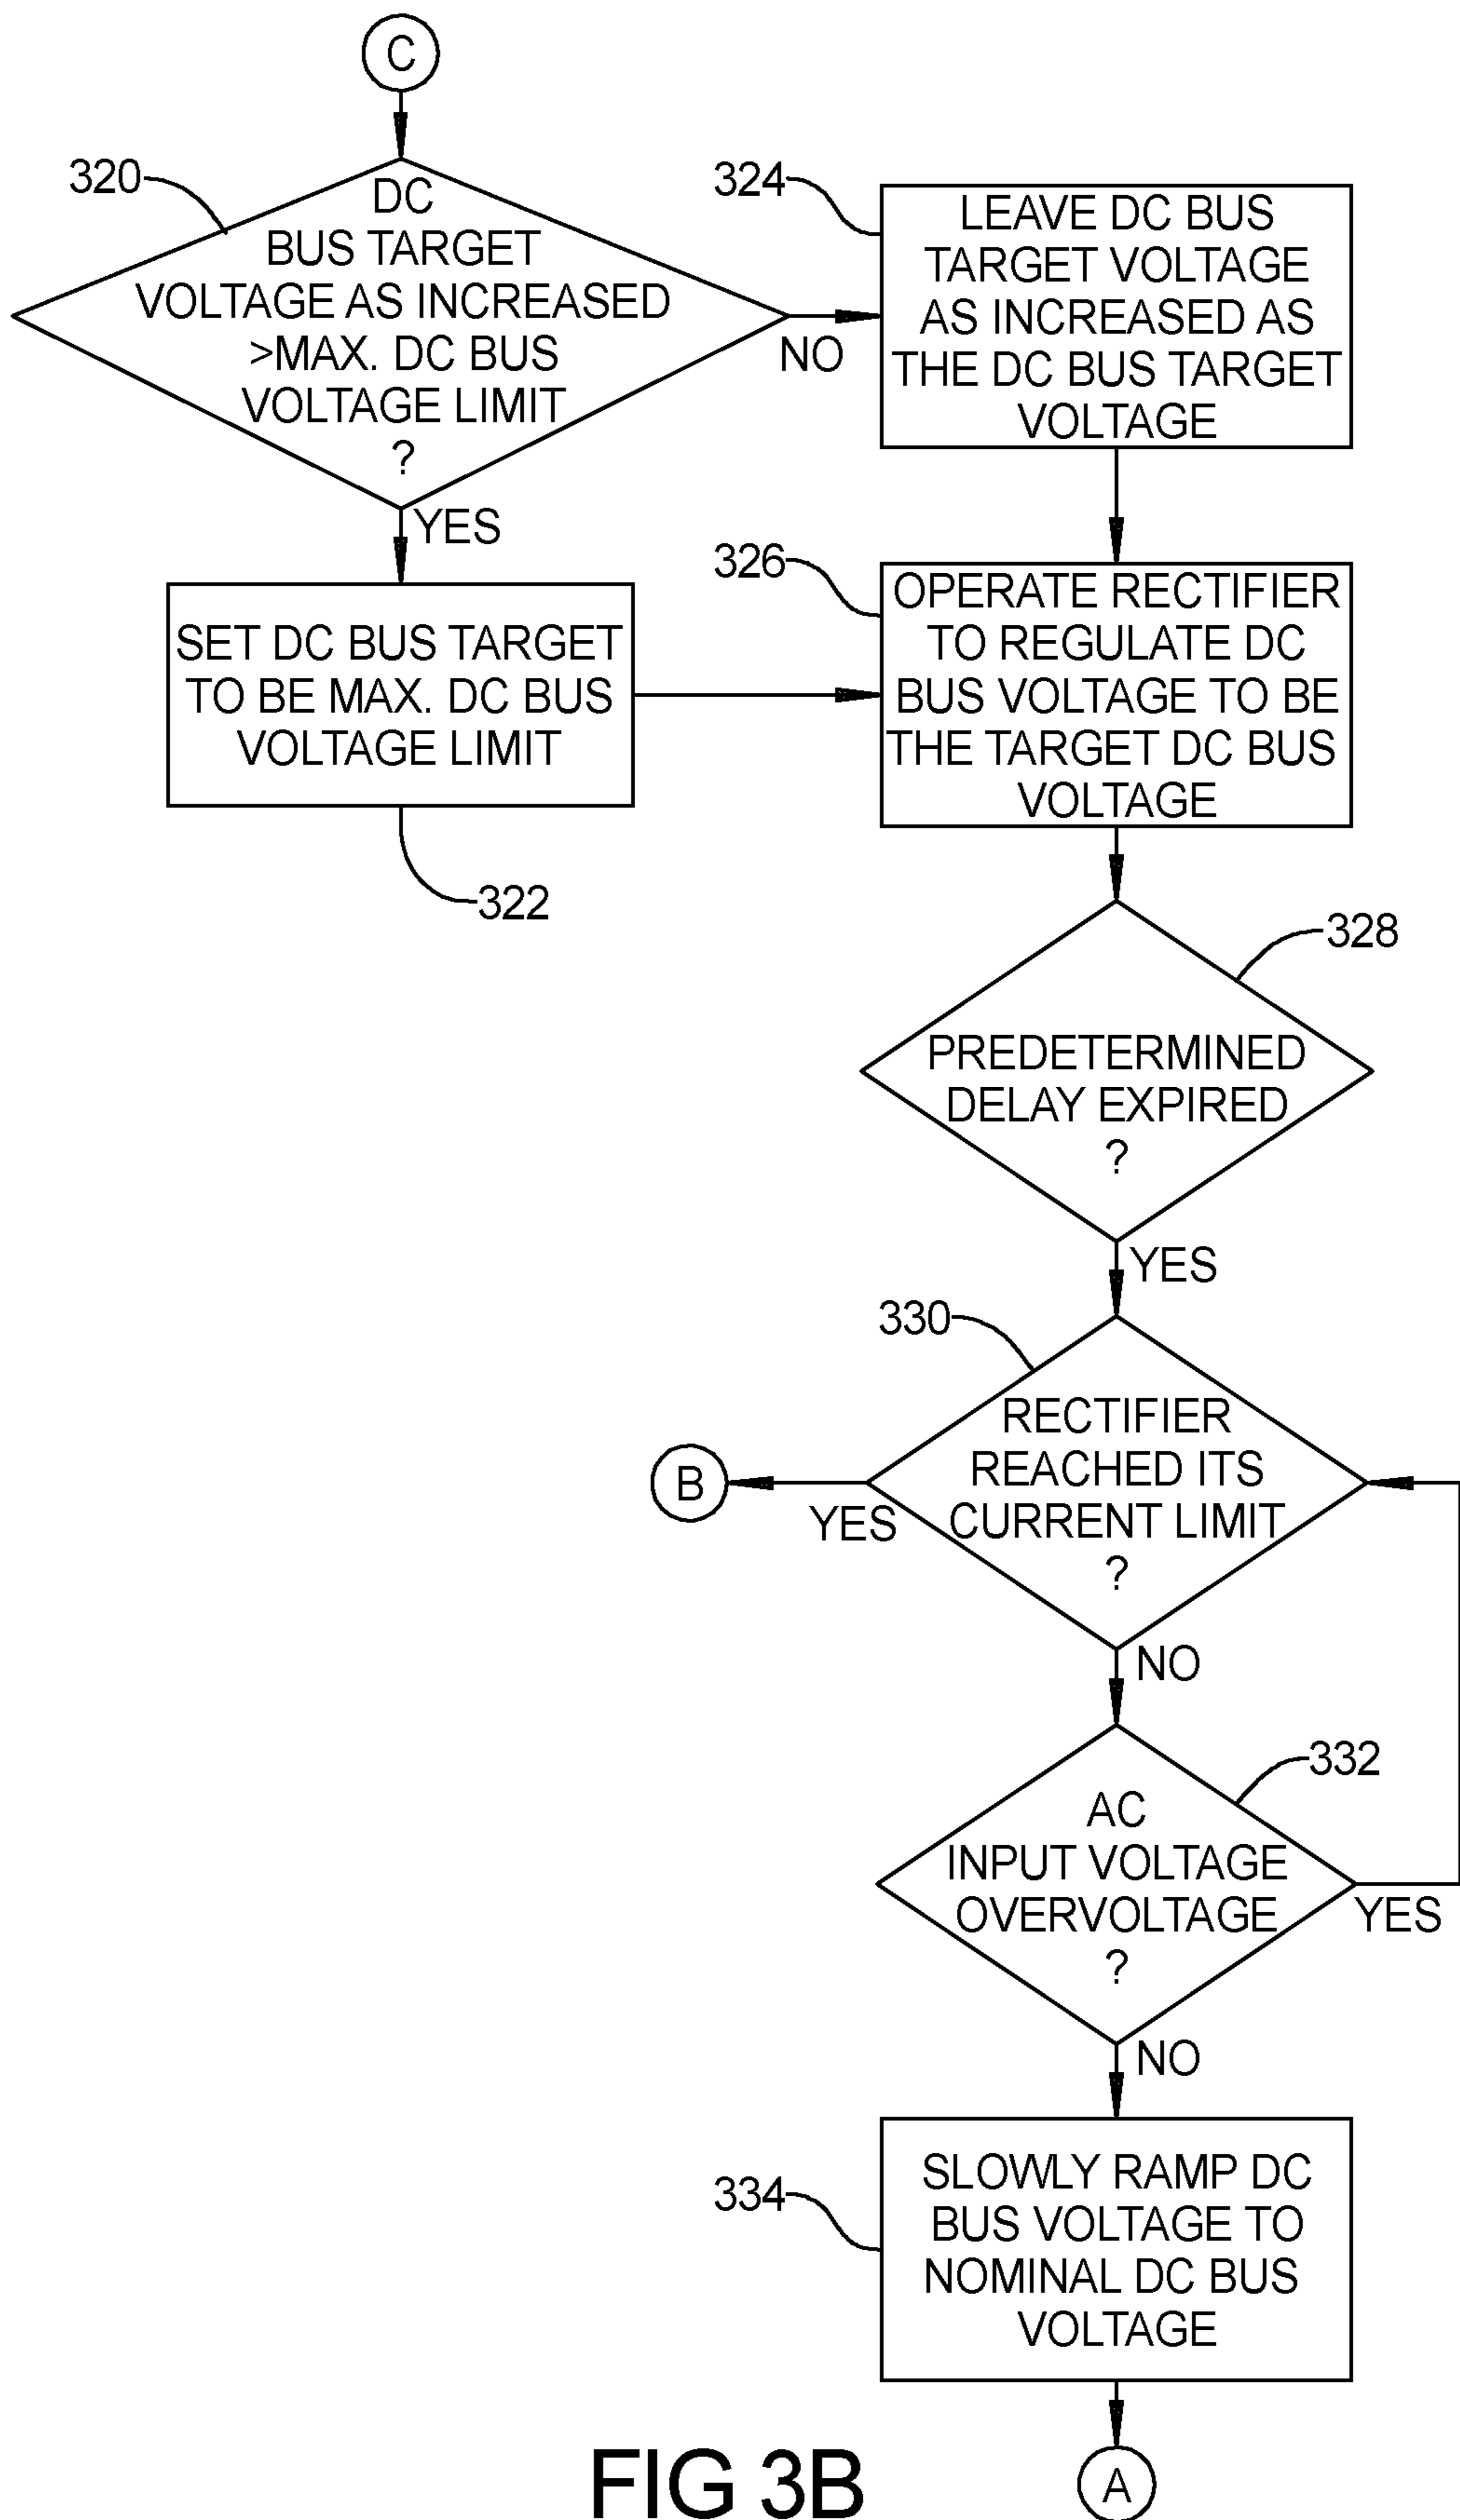 C
320
DC
BUS TARGET
VOLTAGE AS INCREASED
>MAX. DC BUS
VOLTAGE LIMIT
?
NO
YES
324
LEAVE DC BUS
TARGET VOLTAGE
AS INCREASED AS
THE DC BUS TARGET
VOLTAGE
SET DC BUS TARGET
TO BE MAX. DC BUS
VOLTAGE LIMIT
322
326
OPERATE RECTIFIER
TO REGULATE DC
BUS VOLTAGE TO BE
THE TARGET DC BUS
VOLTAGE
328
PREDETERMINED
DELAY EXPIRED
?
YES
330
RECTIFIER
REACHED ITS
CURRENT LIMIT
?
B
YES
NO
332
AC
INPUT VOLTAGE
OVERVOLTAGE
?
YES
NO
334
SLOWLY RAMP DC
BUS VOLTAGE TO
NOMINAL DC BUS
VOLTAGE
A
FIG 3B